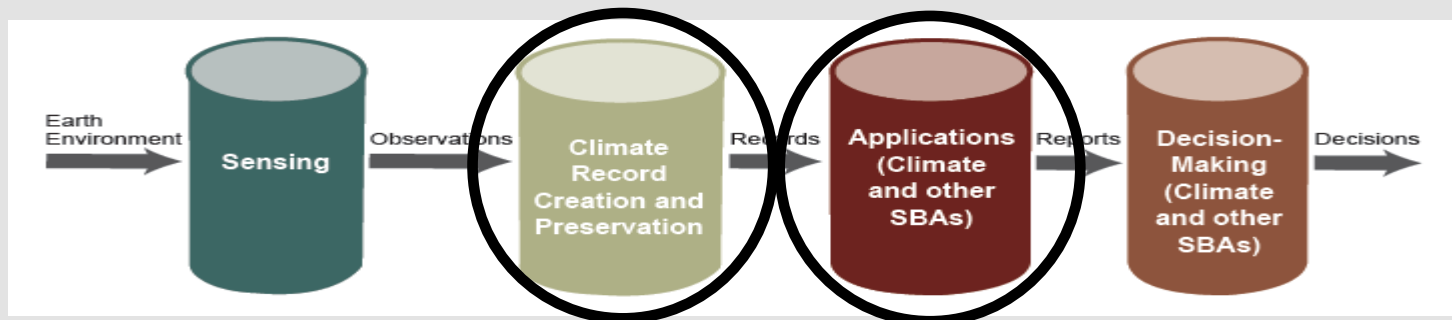 Earth
Environment
Sensing
Observations
Climate
Record
Creation and
Preservation
Records
Applications
(Climate
and other
SBAs)
Reports
Decision-
Making
(Climate
and other
SBAs)
Decisions